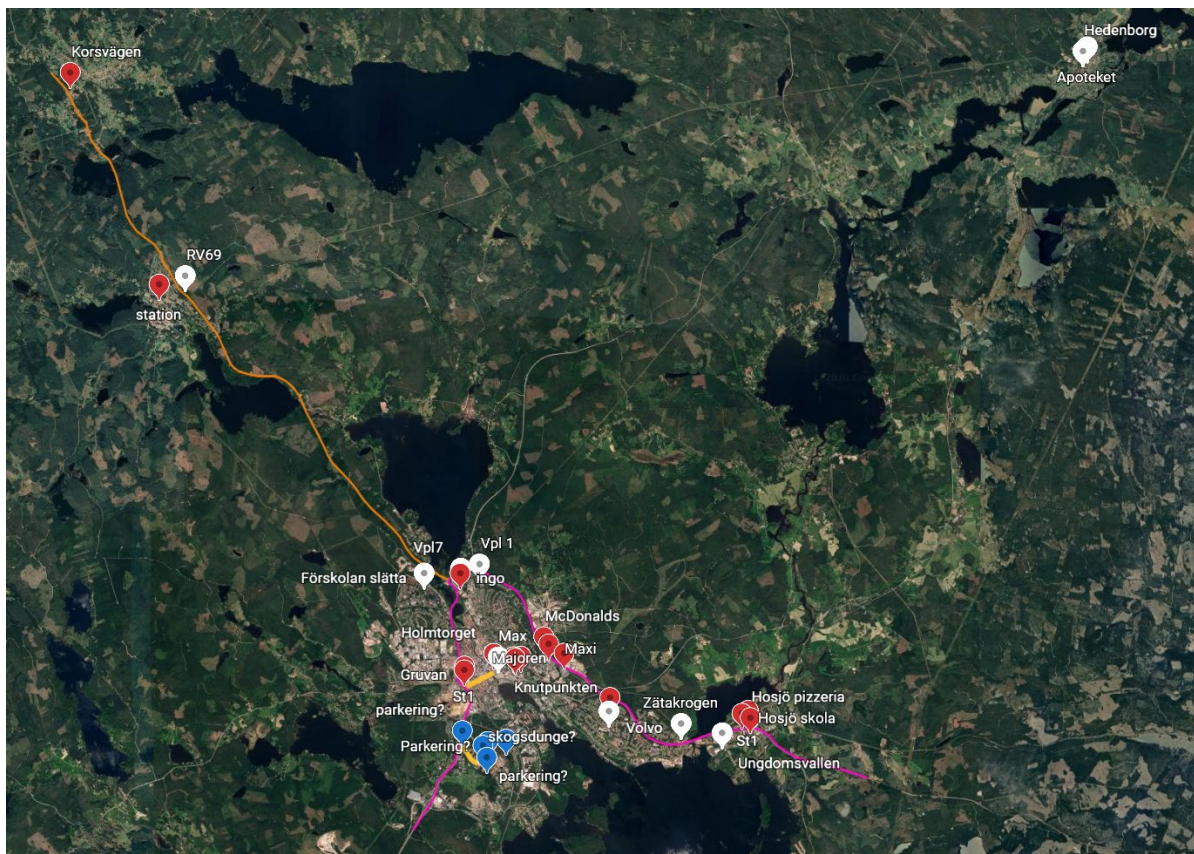 Hedenborg
Korsvägen
Apoteket
RV69
station
Vpl7
Vpl 1
Förskolan slätta
ingo
McDonalds
Holmtorget
Max
Maxi
Majoren
Gruvan
Knutpunkten
St1
Zätakrogen
Hosjö pizzeria
parkering?
Hosjö skola
Volvo
skogsdunge?
St1
Parkering?
Ungdomsvallen
parkering?